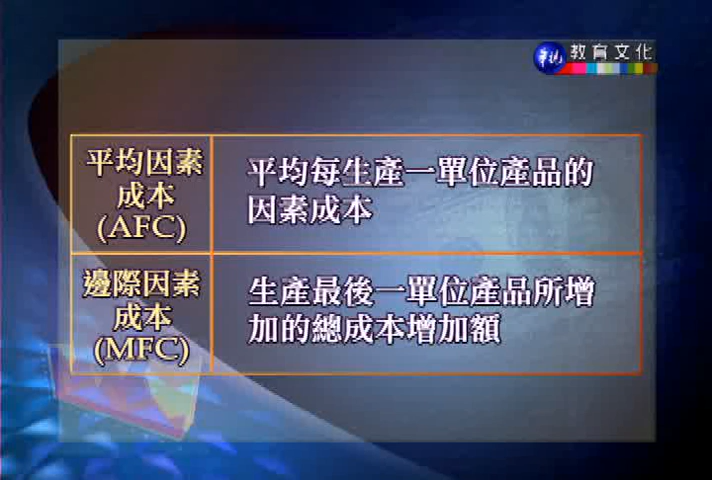 華視 教育文化
平均因素
成本
(AFC)
平均每生產一單位產品的
因素成本
邊際因素
成本
(MFC)
生產最後一單位產品所增
加的總成本增加額